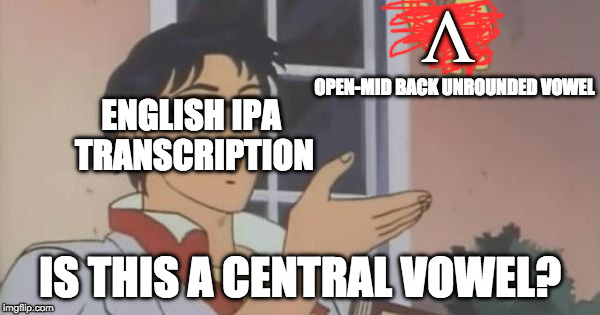 Λ
OPEN-MID BACK UNROUNDED VOWEL
ENGLISH IPA
TRANSCRIPTION
IS THIS A CENTRAL VOWEL?
imgflip.com